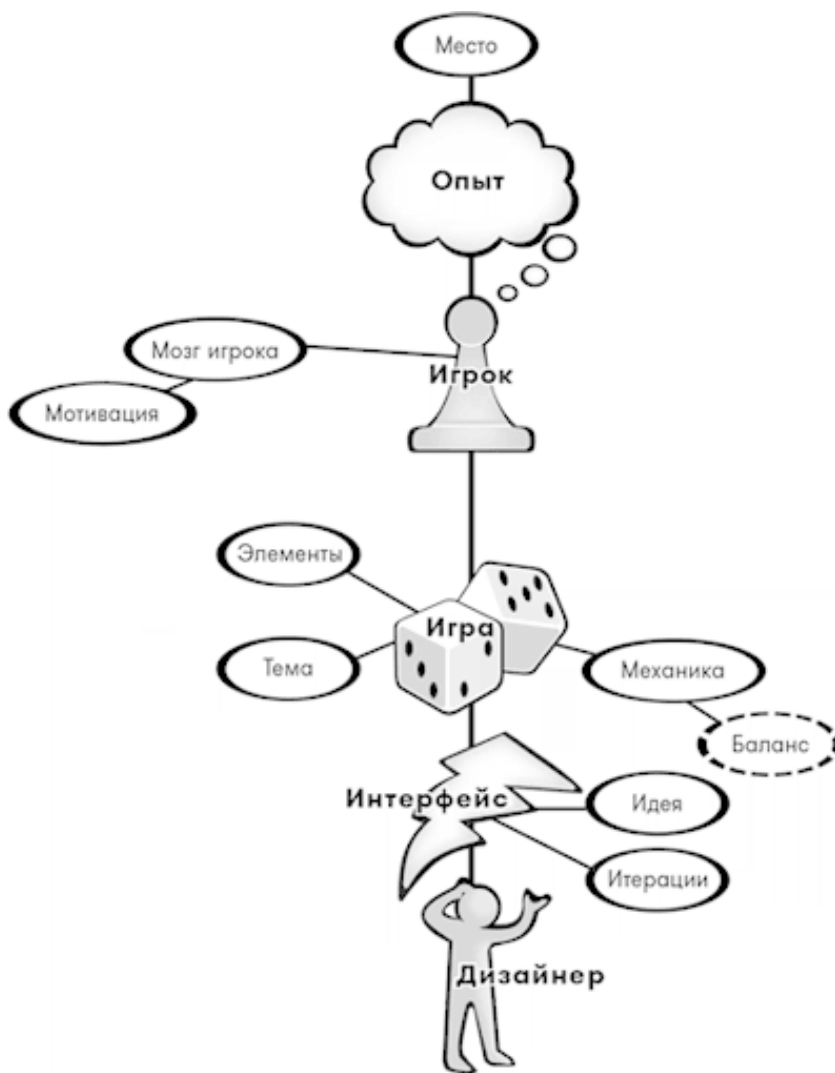 Место
Опыт
Мозг игрока
Игрок
Мотивация
Элементы
Игра
Тема
Механика
Баланс
Интерфейс
Идея
Итерации
Дизайнер